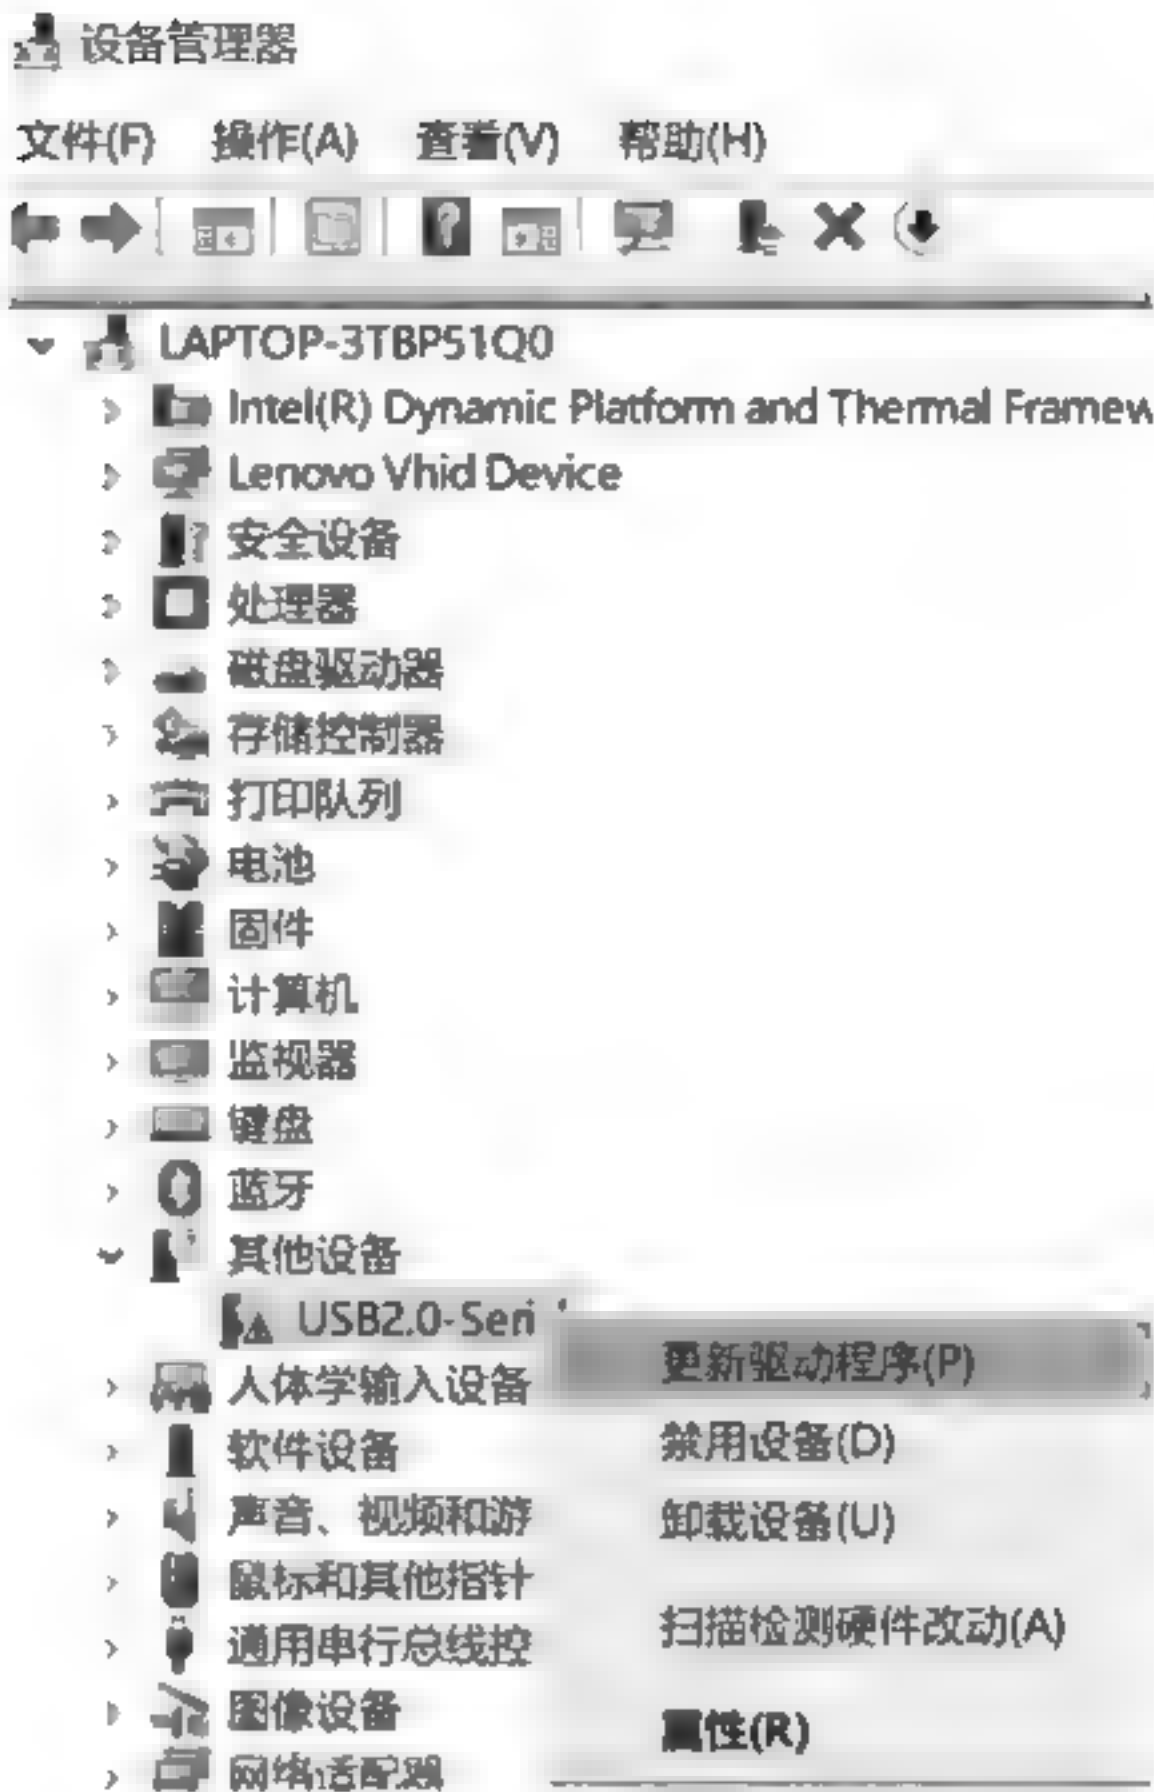 设备管理器
文件(F) 操作(A) 查看(V) 帮助(H)
LAPTOP-3TBP51Q0
Intel(R) Dynamic Platform and Thermal Framew
Lenovo Vhid Device
安全设备
处理器
磁盘驱动器
存储控制器
打印队列
电池
固件
计算机
监视器
键盘
蓝牙
其他设备
USB2.0-Seri
更新驱动程序(P)
人体学输入设备
禁用设备(D)
软件设备
声音、视频和游
卸载设备(U)
鼠标和其他指针
通用串行总线控
扫描检测硬件改动(A)
图像设备
属性(R)
网络适配器